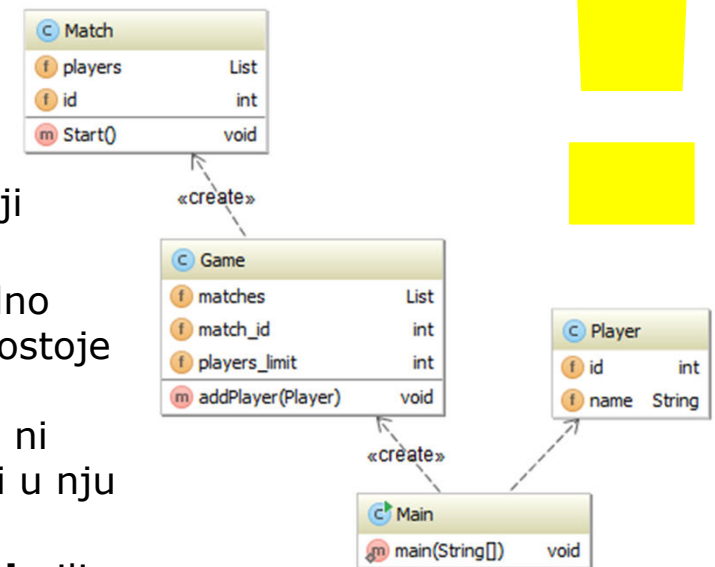 Match
players List
id int
Start() void
«create»
ji
Game
matches List
match_id int
players_limit int
addPlayer(Player) void
dno
ostoje
ni
i u nju
Player
id int
name String
«create»
Main
main(String[]) void